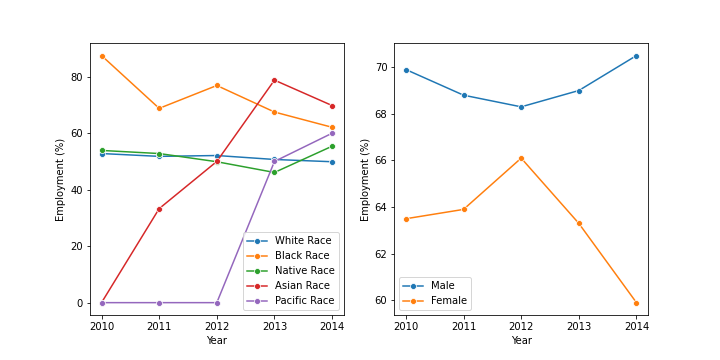 80
60
40
20
0
Employment (%)
2010 2011 2012 2013 2014
Year
White Race
Black Race
Native Race
Asian Race
Pacific Race
70
68
66
64
62
60
Employment (%)
2010 2011 2012 2013 2014
Year
Male
Female